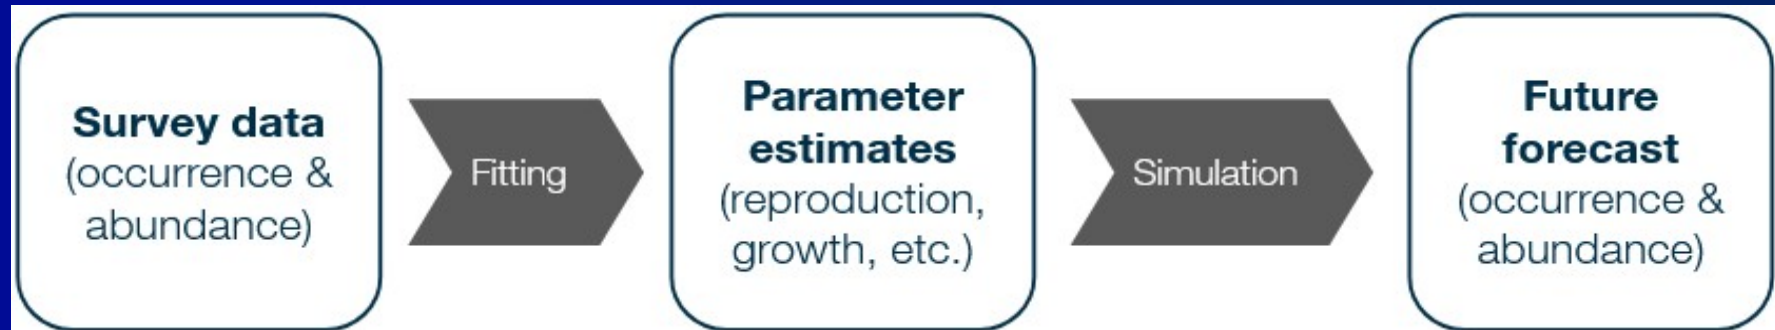 Survey data
(occurrence &
abundance)
Fitting
Parameter
estimates
(reproduction,
growth, etc.)
Simulation
Future
forecast
(occurrence &
abundance)